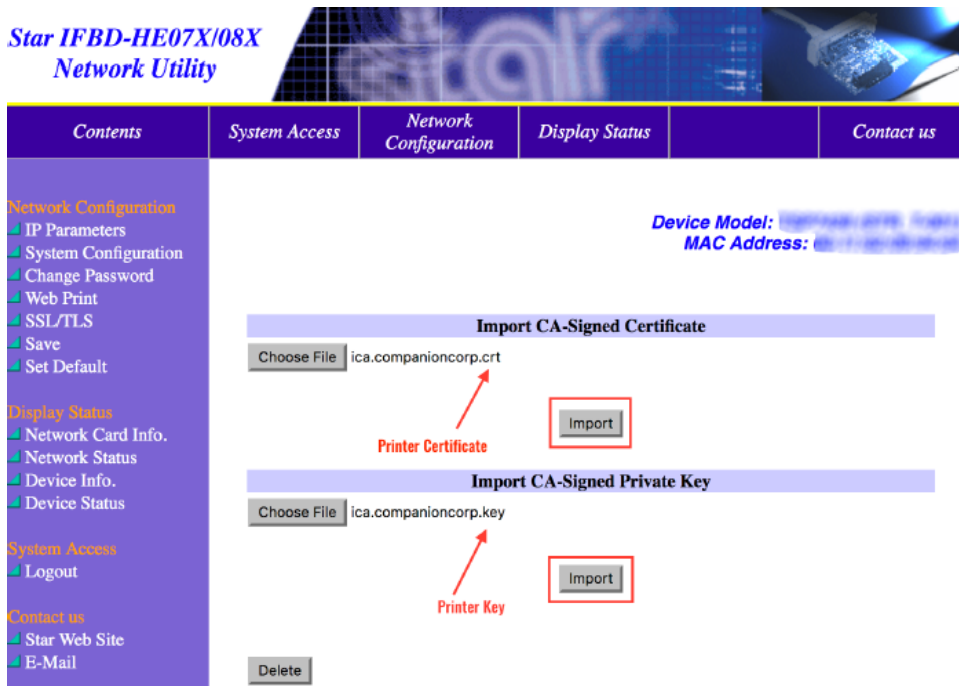 Star IFBD-HE07X/08X
Network Utility
star
Contents
System Access
Network
Configuration
Display Status
Contact us
Network Configuration
IP Parameters
System Configuration
Change Password
Web Print
SSL/TLS
Save
Set Default
Display Status
Network Card Info.
Network Status
Device Info.
Device Status
System Access
Logout
Contact us
Star Web Site
E-Mail
Device Model:
MAC Address:
Import CA-Signed Certificate
Choose File ica.companioncorp.crt
Import
Printer Certificate
Import CA-Signed Private Key
Choose File ica.companioncorp.key
Import
Printer Key
Delete